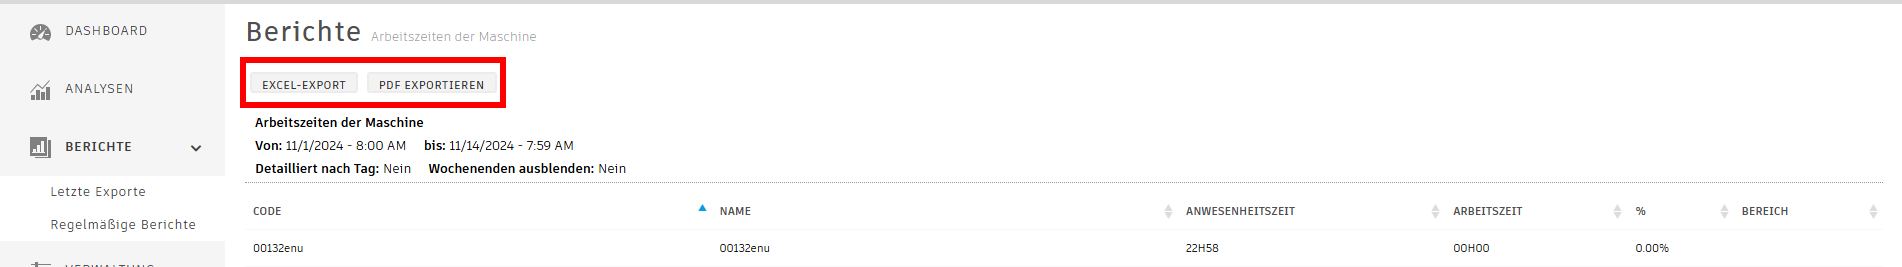 DASHBOARD
ANALYSEN
BERICHTE
Letzte Exporte
Regelmäßige Berichte
VERWALTUNG
Berichte Arbeitszeiten der Maschine
EXCEL-EXPORT PDF EXPORTIEREN
Arbeitszeiten der Maschine
Von: 11/1/2024 - 8:00 AM bis: 11/14/2024 - 7:59 AM
Detailliert nach Tag: Nein Wochenenden ausblenden: Nein
CODE NAME ANWESENHEITSZEIT ARBEITSZEIT % BEREICH
00132enu 00132enu 22H58 00H00 0.00%